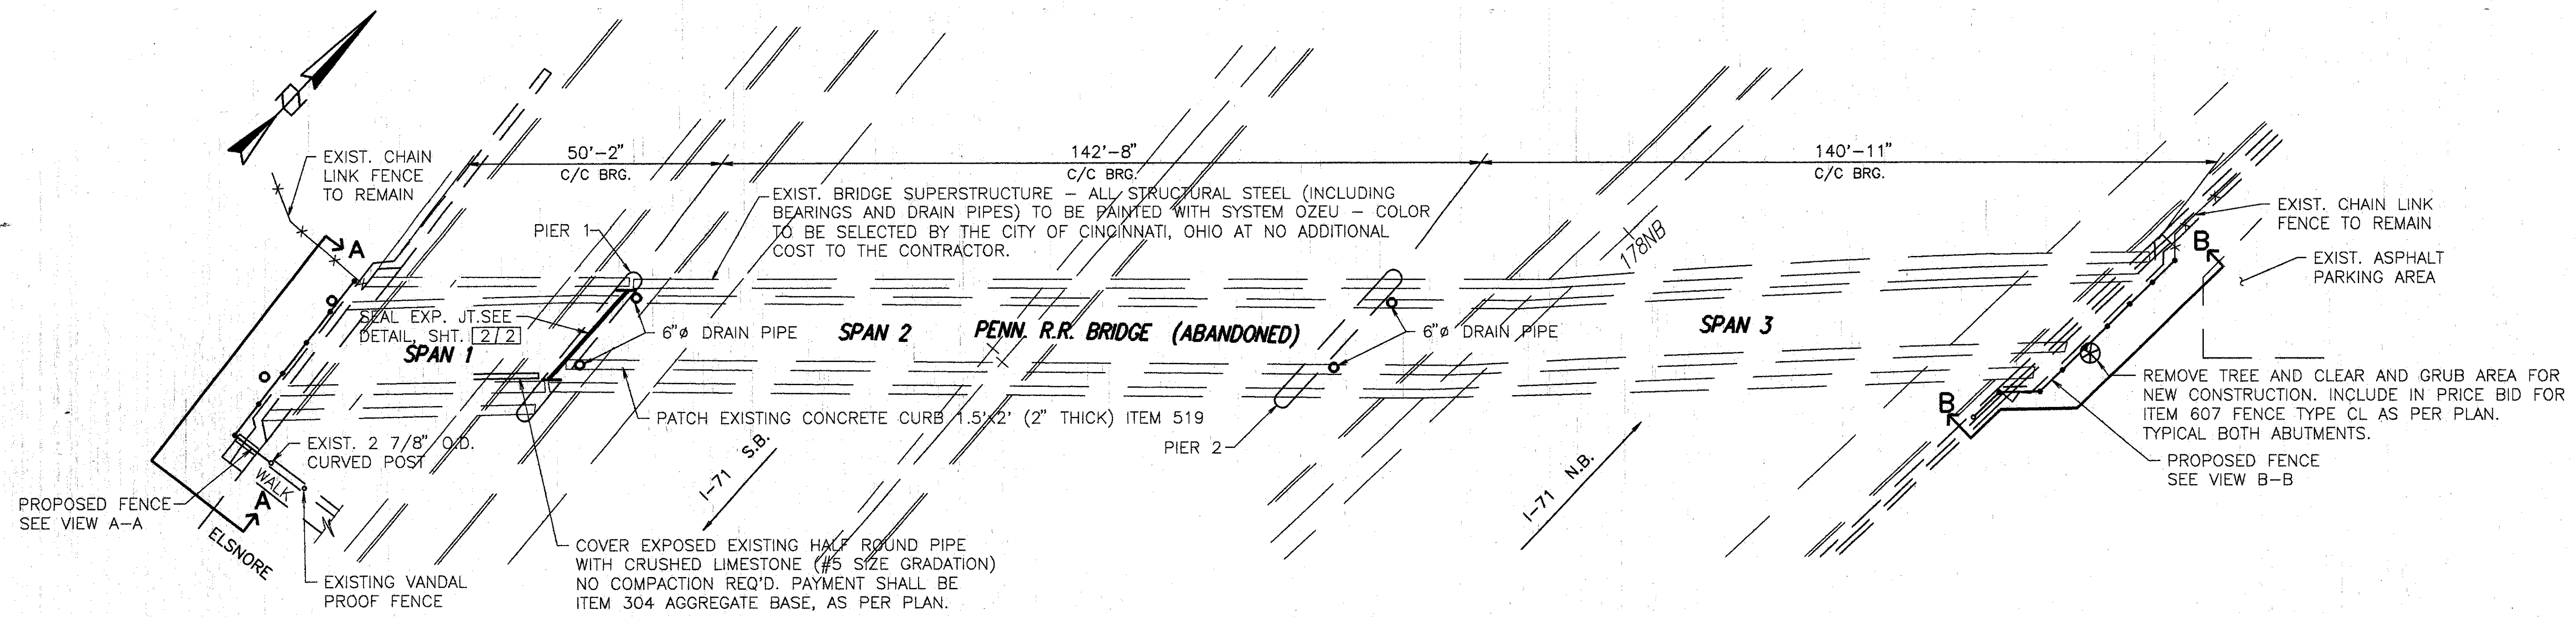 EXIST. CHAIN
LINK FENCE
TO REMAIN
50'-2"
C/C BRG.
142'-8"
C/C BRG.
140'-11"
C/C BRG.
EXIST. BRIDGE SUPERSTRUCTURE – ALL STRUCTURAL STEEL (INCLUDING
BEARINGS AND DRAIN PIPES) TO BE PAINTED WITH SYSTEM OZEU – COLOR
TO BE SELECTED BY THE CITY OF CINCINNATI, OHIO AT NO ADDITIONAL
COST TO THE CONTRACTOR.
PIER 1
178NB
EXIST. CHAIN LINK
FENCE TO REMAIN
EXIST. ASPHALT
PARKING AREA
A
B
SEAL EXP. JT.SEE
DETAIL, SHT. 2/2
SPAN 1
6"ø DRAIN PIPE
SPAN 2
PENN. R.R. BRIDGE (ABANDONED)
6"ø DRAIN PIPE
SPAN 3
REMOVE TREE AND CLEAR AND GRUB AREA FOR
NEW CONSTRUCTION. INCLUDE IN PRICE BID FOR
ITEM 607 FENCE TYPE CL AS PER PLAN.
TYPICAL BOTH ABUTMENTS.
B
PATCH EXISTING CONCRETE CURB 1.5'x2' (2" THICK) ITEM 519
PIER 2
EXIST. 2 7/8" O.D.
CURVED POST
WALK
A
I-71 S.B.
I-71 N.B.
PROPOSED FENCE
SEE VIEW B-B
PROPOSED FENCE
SEE VIEW A-A
ELSNORE
COVER EXPOSED EXISTING HALF ROUND PIPE
WITH CRUSHED LIMESTONE (#5 SIZE GRADATION)
NO COMPACTION REQ'D. PAYMENT SHALL BE
ITEM 304 AGGREGATE BASE, AS PER PLAN.
EXISTING VANDAL
PROOF FENCE